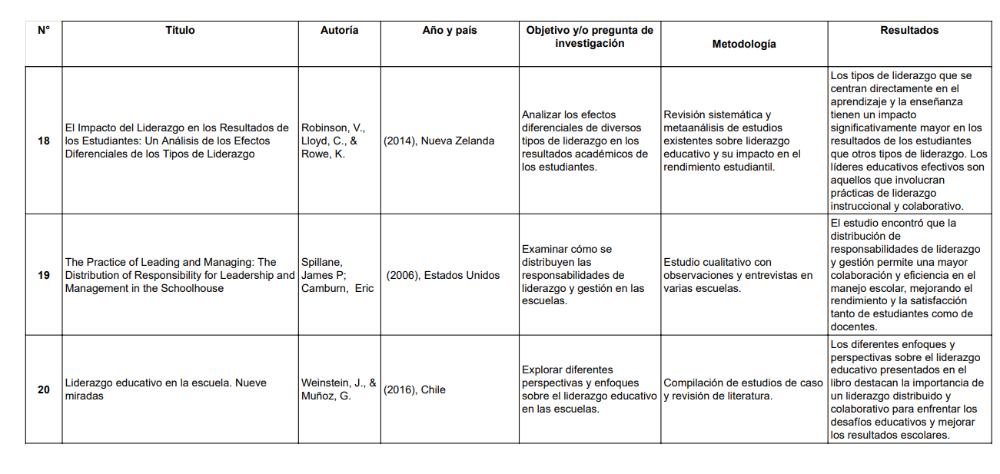 N°
Título
Autoría
Año y país
Objetivo y/o pregunta de
investigación
Metodología
Resultados
18
El Impacto del Liderazgo en los Resultados de
los Estudiantes: Un Análisis de los Efectos
Diferenciales de los Tipos de Liderazgo
Robinson, V.,
Lloyd, C., &
Rowe, K.
(2014), Nueva Zelanda
Analizar los efectos
diferenciales de diversos
tipos de liderazgo en los
resultados académicos de
los estudiantes.
Revisión sistemática y
metaanálisis de estudios
existentes sobre liderazgo
educativo y su impacto en el
rendimiento estudiantil.
Los tipos de liderazgo que se
centran directamente en el
aprendizaje y la enseñanza
tienen un impacto
significativamente mayor en los
resultados de los estudiantes
que otros tipos de liderazgo. Los
líderes educativos efectivos son
aquellos que involucran
prácticas de liderazgo
instruccional y colaborativo.
19
The Practice of Leading and Managing: The
Distribution of Responsibility for Leadership and
Management in the Schoolhouse
Spillane,
James P;
Camburn, Eric
(2006), Estados Unidos
Examinar cómo se
distribuyen las
responsabilidades de
liderazgo y gestión en las
escuelas.
Estudio cualitativo con
observaciones y entrevistas en
varias escuelas.
El estudio encontró que la
distribución de
responsabilidades de liderazgo
y gestión permite una mayor
colaboración y eficiencia en el
manejo escolar, mejorando el
rendimiento y la satisfacción
tanto de estudiantes como de
docentes.
20
Liderazgo educativo en la escuela. Nueve
miradas
Weinstein, J., &
Muñoz, G.
(2016), Chile
Explorar diferentes
perspectivas y enfoques
sobre el liderazgo educativo
en las escuelas.
Compilación de estudios de caso
y revisión de literatura.
Los diferentes enfoques y
perspectivas sobre el liderazgo
educativo presentados en el
libro destacan la importancia de
un liderazgo distribuido y
colaborativo para enfrentar los
desafíos educativos y mejorar
los resultados escolares.